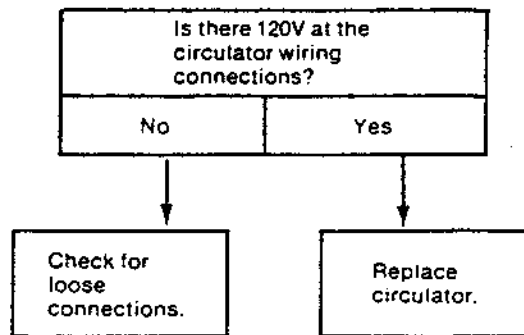 Is there 120V at the
circulator wiring
connections?
No
Yes
Check for
loose
connections.
Replace
circulator.